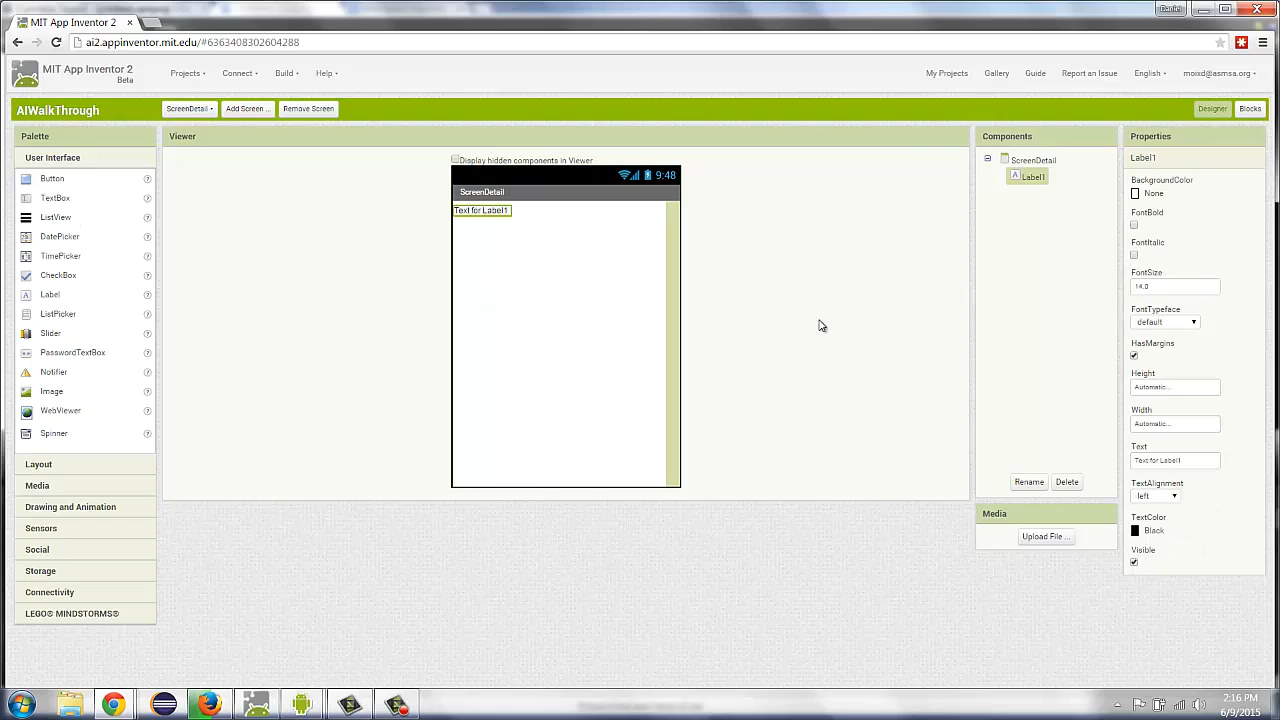 Daniel
MIT App Inventor 2
ai2.appinventor.mit.edu/#6363408302604288
MIT App Inventor 2
Beta
Projects
Connect
Build
Help
My Projects
Gallery
Guide
Report an Issue
English
moixd@asmsa.org
AIWalkThrough
ScreenDetail
Add Screen ...
Remove Screen
Designer
Blocks
Palette
User Interface
Button
TextBox
ListView
DatePicker
TimePicker
CheckBox
Label
ListPicker
Slider
PasswordTextBox
Notifier
Image
WebViewer
Spinner
Layout
Media
Drawing and Animation
Sensors
Social
Storage
Connectivity
LEGO® MINDSTORMS®
Viewer
Display hidden components in Viewer
9:48
ScreenDetail
Text for Label1
Components
ScreenDetail
Label1
Rename
Delete
Media
Upload File ...
Properties
Label1
BackgroundColor
None
FontBold
FontItalic
FontSize
14.0
FontTypeface
default
HasMargins
Height
Automatic...
Width
Automatic...
Text
Text for Label1
TextAlignment
left
TextColor
Black
Visible
2:16 PM
6/9/2015